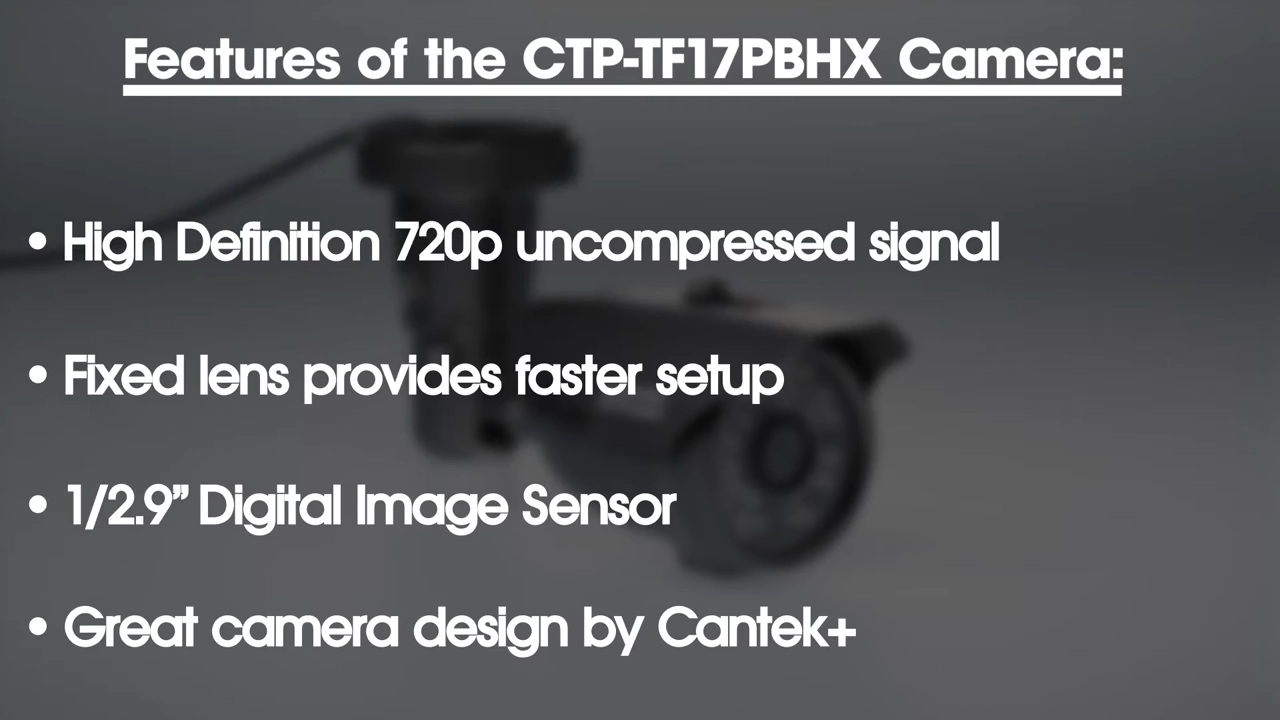 Features of the CTP-TF17PBHX Camera:
• High Definition 720p uncompressed signal
• Fixed lens provides faster setup
• 1/2.9” Digital Image Sensor
• Great camera design by Cantek+